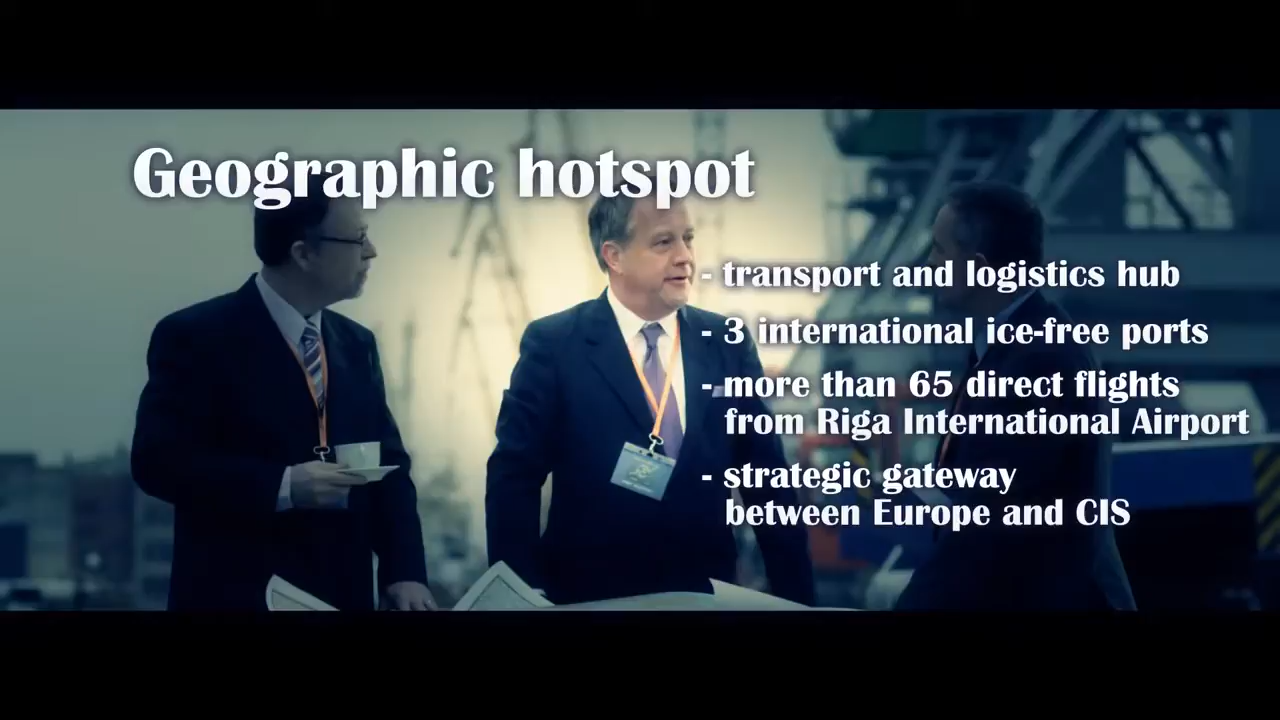 Geographic hotspot
- transport and logistics hub
- 3 international ice-free ports
- more than 65 direct flights
from Riga International Airport
- strategic gateway
between Europe and CIS